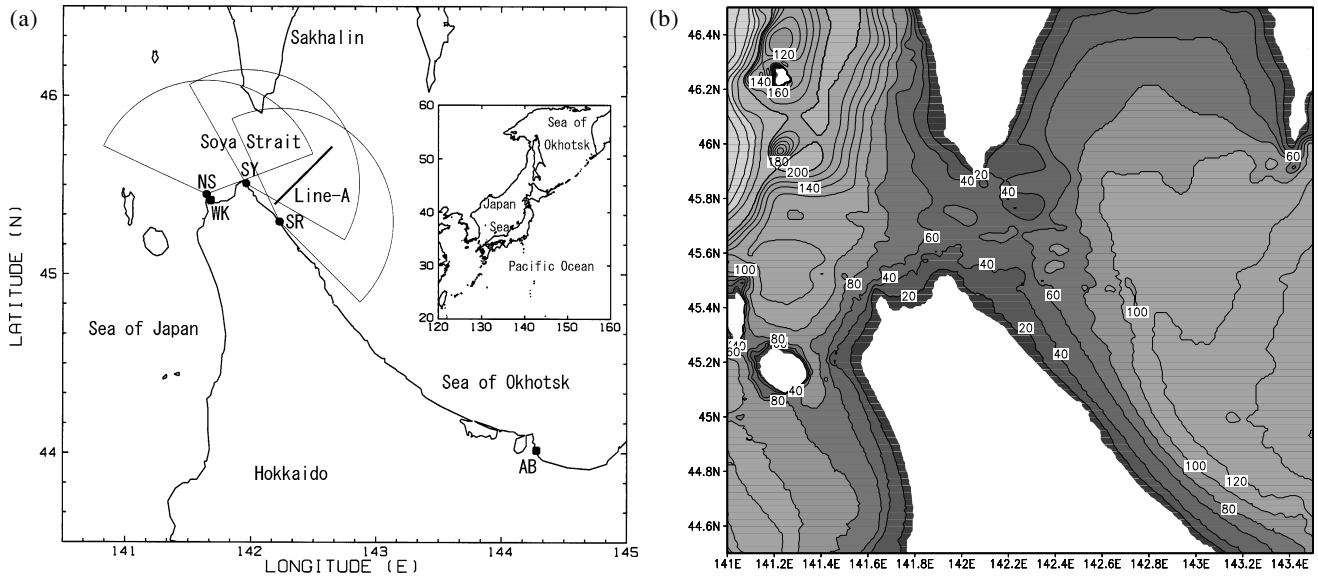 (a)
Sakhalin
46
45
44
LATITUDE (N)
Soya Strait
SY
NS
WK
Line-A
SR
Sea of Japan
Sea of Okhotsk
Hokkaido
AB
60
50
40
30
20
Sea of
Okhotsk
Japan
Sea
Pacific Ocean
120 130 140 150 160
141 142 143 144 145
LONGITUDE (E)
(b)
46.4N
46.2N
46N
45.8N
45.6N
45.4N
45.2N
45N
44.8N
44.6N
120
140
160
180
200
140
20
40
40
60
60
100
80
40
20
40
60
100
20
40
80
40
80
100
120
80
60
141E 141.2E 141.4E 141.6E 141.8E 142E 142.2E 142.4E 142.6E 142.8E 143E 143.2E 143.4E